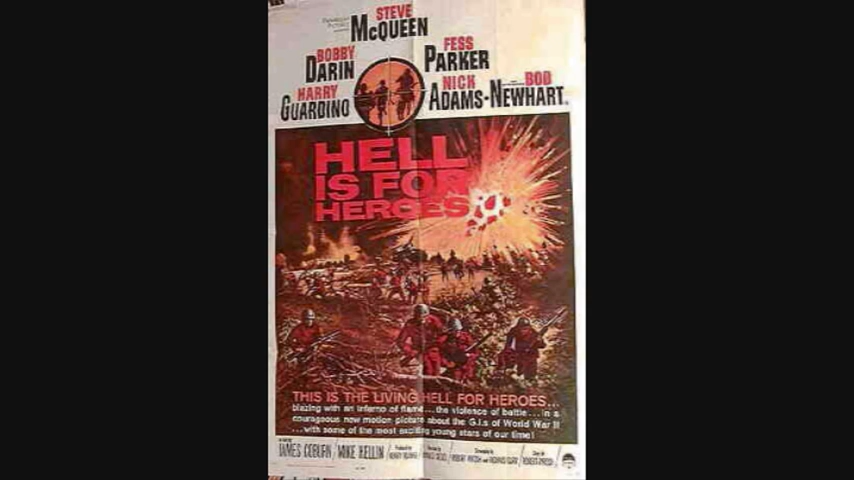 STEVE
McQUEEN
BOBBY
DARIN
FESS
PARKER
HARRY
GUARDINO
NICK
ADAMS-
BOB
NEWHART
HELL
IS FOR
HEROES
THIS IS THE LIVING HELL FOR HEROES...
blazing with an inferno of flame... the violence of battle... in a
courageous new motion picture about the G.I.s of World War II
...with some of the most exciting young stars of our time!
JAMES COBURN / MIKE KELLIN